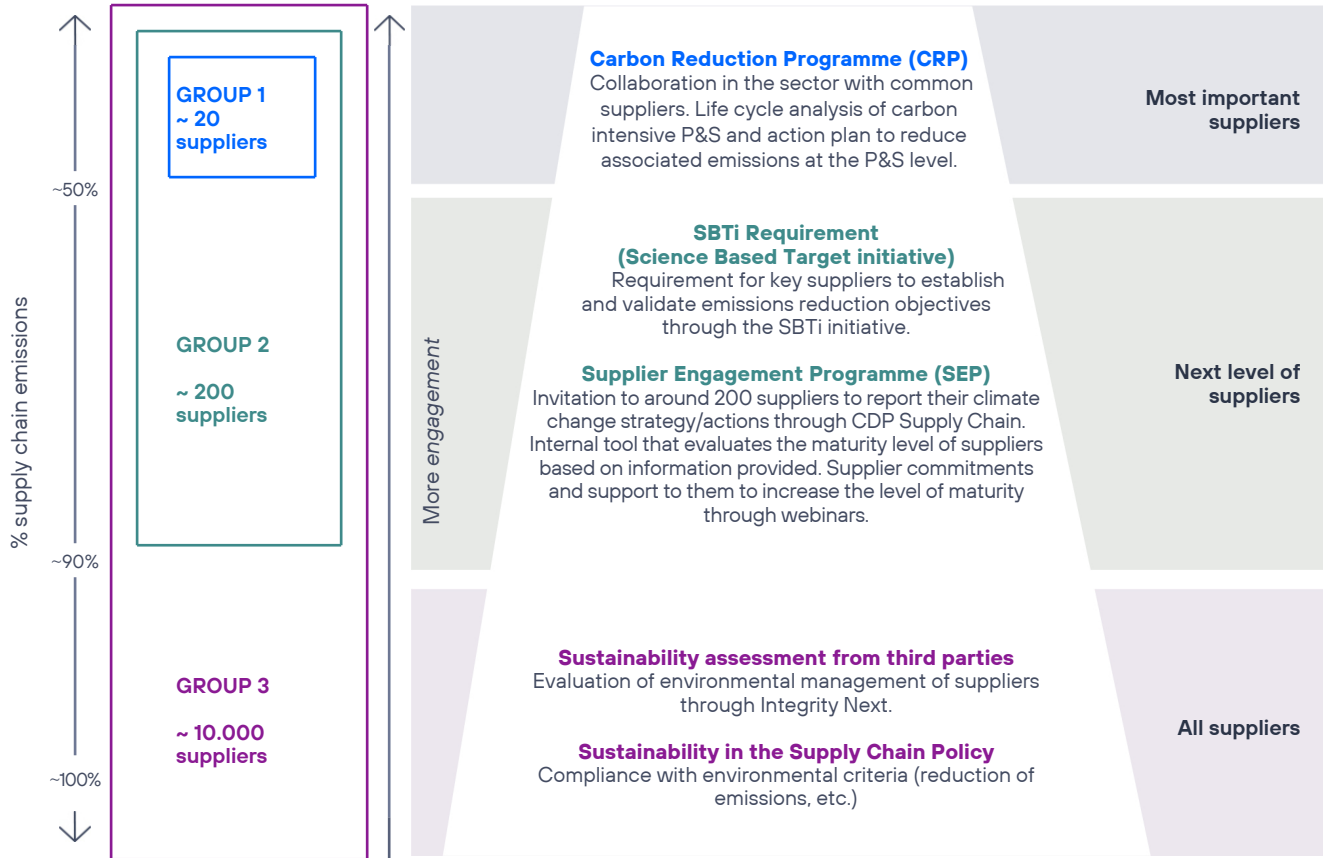 % supply chain emissions
~50%
~90%
~100%
GROUP 1
~ 20
suppliers
GROUP 2
~ 200
suppliers
GROUP 3
~ 10.000
suppliers
More engagement
Carbon Reduction Programme (CRP)
Collaboration in the sector with common
suppliers. Life cycle analysis of carbon
intensive P&S and action plan to reduce
associated emissions at the P&S level.
Most important
suppliers
SBTi Requirement
(Science Based Target initiative)
Requirement for key suppliers to establish
and validate emissions reduction objectives
through the SBTi initiative.
Supplier Engagement Programme (SEP)
Invitation to around 200 suppliers to report their climate
change strategy/actions through CDP Supply Chain.
Internal tool that evaluates the maturity level of suppliers
based on information provided. Supplier commitments
and support to them to increase the level of maturity
through webinars.
Next level of
suppliers
Sustainability assessment from third parties
Evaluation of environmental management of suppliers
through Integrity Next.
Sustainability in the Supply Chain Policy
Compliance with environmental criteria (reduction of
emissions, etc.)
All suppliers